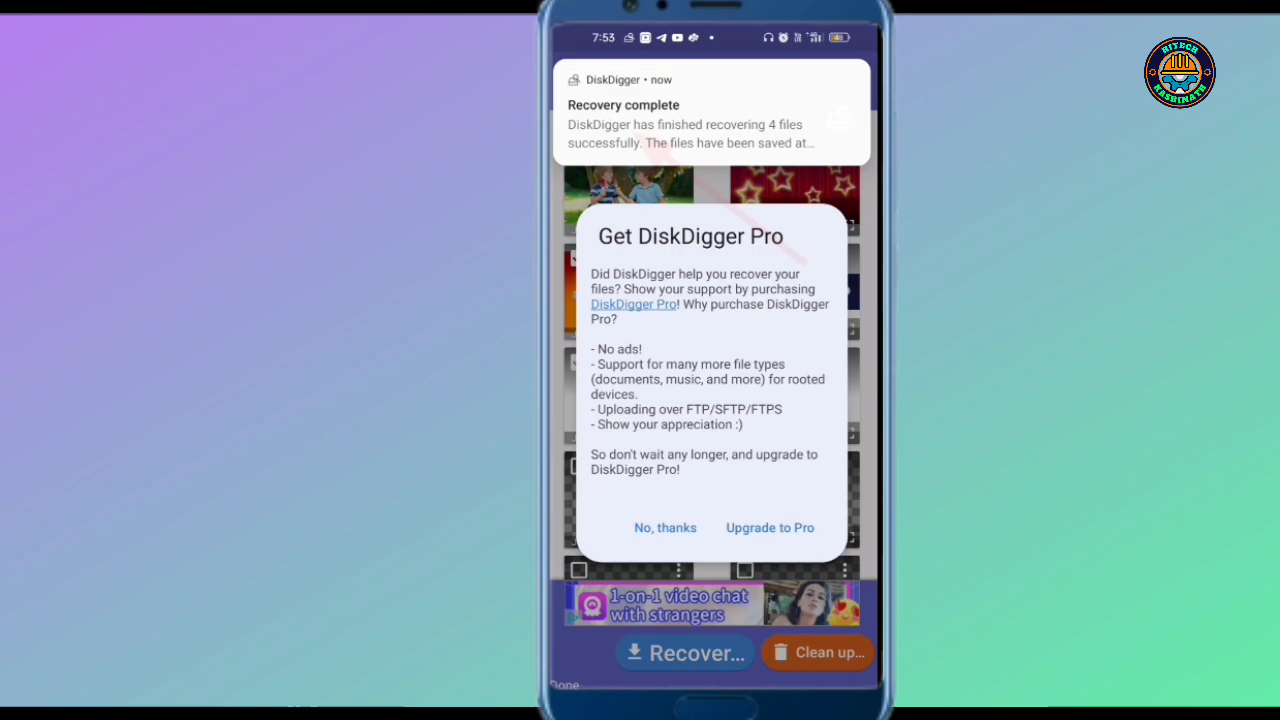 7:53
48
HITECH
KASHINATH
DiskDigger • now
Recovery complete
DiskDigger has finished recovering 4 files
successfully. The files have been saved at…
Get DiskDigger Pro
Did DiskDigger help you recover your
files? Show your support by purchasing
DiskDigger Pro! Why purchase DiskDigger
Pro?
- No ads!
- Support for many more file types
(documents, music, and more) for rooted
devices.
- Uploading over FTP/SFTP/FTPS
- Show your appreciation :)
So don't wait any longer, and upgrade to
DiskDigger Pro!
No, thanks Upgrade to Pro
1-on-1 video chat
with strangers
Recover… Clean up…
Done